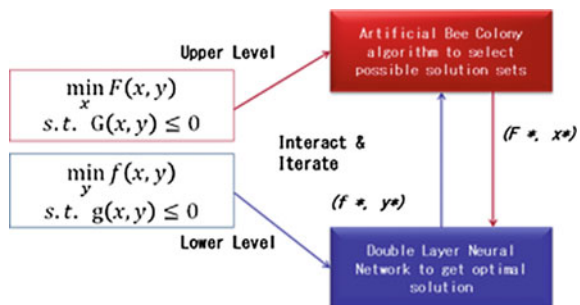 Artificial Bee Colony
algorithm to select
possible solution sets
Upper Level
min F(x, y)
x
s.t. G(x, y) ≤ 0
Interact &
Iterate
(F *, x*)
min f(x, y)
y
s.t. g(x, y) ≤ 0
(f *, y*)
Lower Level
Double Layer Neural
Network to get optimal
solution